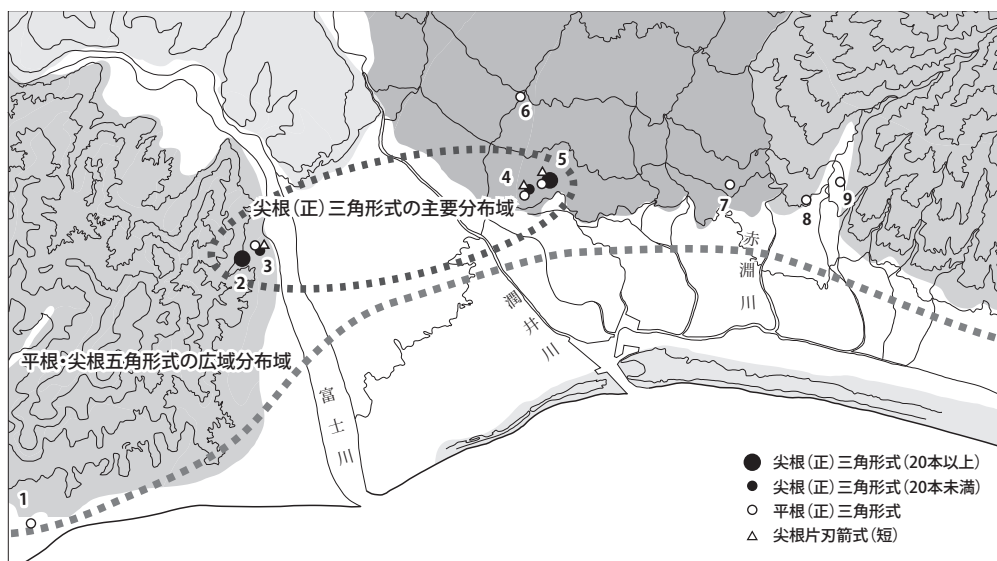 6
5
4
尖根(正)三角形式の主要分布域
7
8
9
3
2
赤淵川
潤井川
平根・尖根五角形式の広域分布域
富士川
1
尖根(正)三角形式(20本以上)
尖根(正)三角形式(20本未満)
平根(正)三角形式
尖根片刃箭式(短)